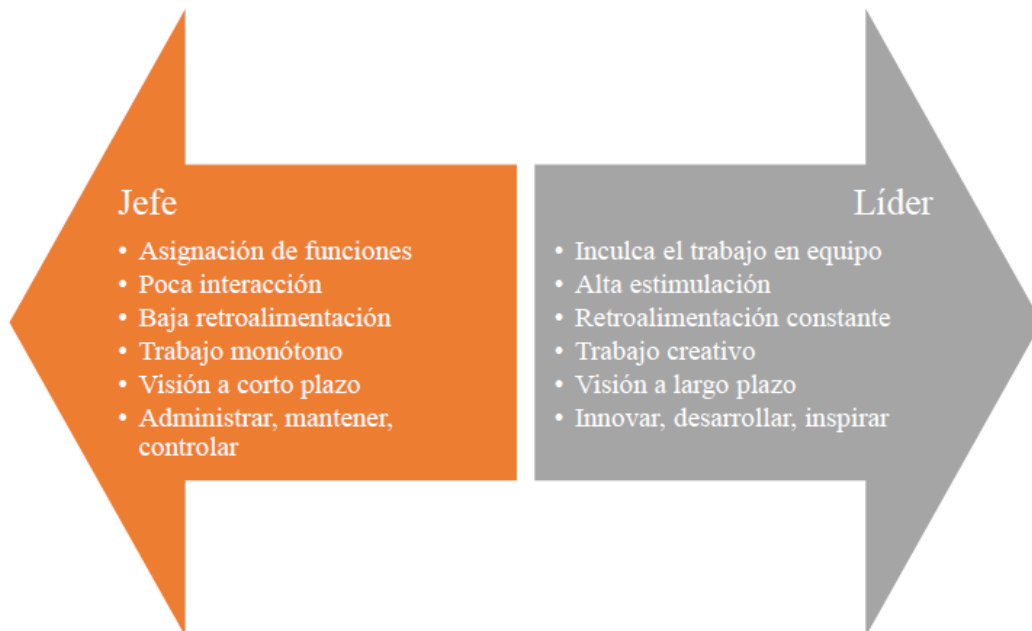 Jefe
• Asignación de funciones
• Poca interacción
• Baja retroalimentación
• Trabajo monótono
• Visión a corto plazo
• Administrar, mantener,
controlar
Líder
• Inculca el trabajo en equipo
• Alta estimulación
• Retroalimentación constante
• Trabajo creativo
• Visión a largo plazo
• Innovar, desarrollar, inspirar